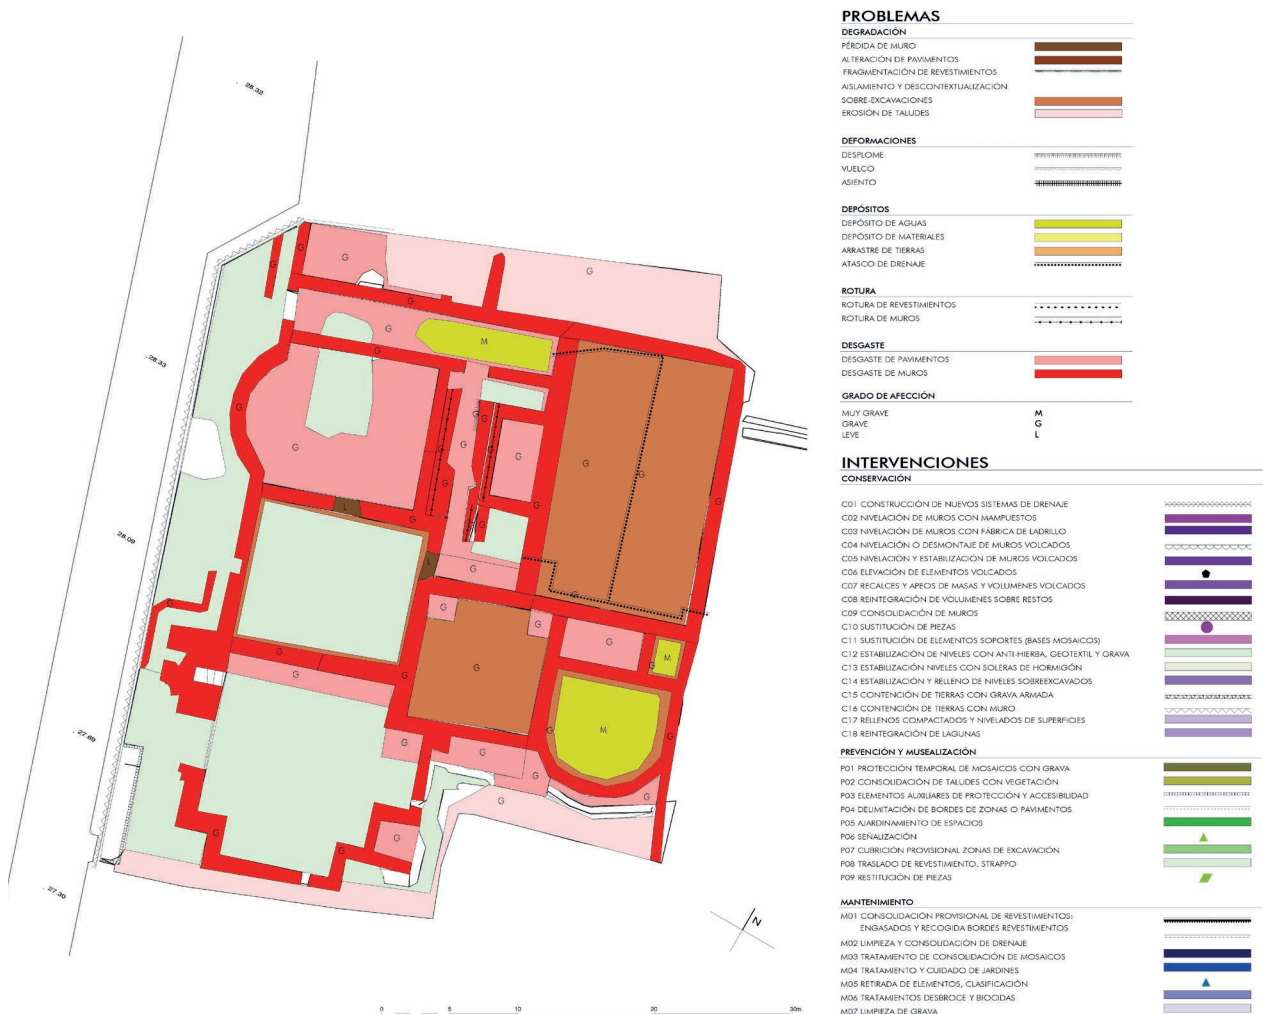 PROBLEMAS
DEGRADACIÓN
PÉRDIDA DE MURO
ALTERACIÓN DE PAVIMENTOS
FRAGMENTACIÓN DE REVESTIMIENTOS
AISLAMIENTO Y DESCONTEXTUALIZACIÓN
SOBRE-EXCAVACIONES
EROSIÓN DE TALUDES
DEFORMACIONES
DESPLOME
VUELCO
ASIENTO
DEPÓSITOS
DEPÓSITO DE AGUAS
DEPÓSITO DE MATERIALES
ARRASTRE DE TIERRAS
ATASCO DE DRENAJE
ROTURA
ROTURA DE REVESTIMIENTOS
ROTURA DE MUROS
DESGASTE
DESGASTE DE PAVIMENTOS
DESGASTE DE MUROS
GRADO DE AFECCIÓN
MUY GRAVE M
GRAVE G
LEVE L
INTERVENCIONES
CONSERVACIÓN
C01 CONSTRUCCIÓN DE NUEVOS SISTEMAS DE DRENAJE
C02 NIVELACIÓN DE MUROS CON MAMPUESTOS
C03 NIVELACIÓN DE MUROS CON FÁBRICA DE LADRILLO
C04 NIVELACIÓN O DESMONTAJE DE MUROS VOLCADOS
C05 NIVELACIÓN Y ESTABILIZACIÓN DE MUROS VOLCADOS
C06 ELEVACIÓN DE ELEMENTOS VOLCADOS
C07 RECALCES Y APEOS DE MASAS Y VOLUMENES VOLCADOS
C08 REINTEGRACIÓN DE VOLUMENES SOBRE RESTOS
C09 CONSOLIDACIÓN DE MUROS
C10 SUSTITUCIÓN DE PIEZAS
C11 SUSTITUCIÓN DE ELEMENTOS SOPORTES (BASES MOSAICOS)
C12 ESTABILIZACIÓN DE NIVELES CON ANTI-HIERBA, GEOTEXTIL Y GRAVA
C13 ESTABILIZACIÓN NIVELES CON SOLERAS DE HORMIGÓN
C14 ESTABILIZACIÓN Y RELLENO DE NIVELES SOBREEXCAVADOS
C15 CONTENCIÓN DE TIERRAS CON GRAVA ARMADA
C16 CONTENCIÓN DE TIERRAS CON MURO
C17 RELLENOS COMPACTADOS Y NIVELADOS DE SUPERFICIES
C18 REINTEGRACIÓN DE LAGUNAS
PREVENCIÓN Y MUSEALIZACIÓN
P01 PROTECCIÓN TEMPORAL DE MOSAICOS CON GRAVA
P02 CONSOLIDACIÓN DE TALUDES CON VEGETACIÓN
P03 ELEMENTOS AUXILIARES DE PROTECCIÓN Y ACCESIBILIDAD
P04 DELIMITACIÓN DE BORDES DE ZONAS O PAVIMENTOS
P05 AJARDINAMIENTO DE ESPACIOS
P06 SEÑALIZACIÓN
P07 CUBRICIÓN PROVISIONAL ZONAS DE EXCAVACIÓN
P08 TRASLADO DE REVESTIMIENTO. STRAPPO
P09 RESTITUCIÓN DE PIEZAS
MANTENIMIENTO
M01 CONSOLIDACIÓN PROVISIONAL DE REVESTIMIENTOS:
ENGASADOS Y RECOGIDA BORDES REVESTIMIENTOS
M02 LIMPIEZA Y CONSOLIDACIÓN DE DRENAJE
M03 TRATAMIENTO DE CONSOLIDACIÓN DE MOSAICOS
M04 TRATAMIENTO Y CUIDADO DE JARDINES
M05 RETIRADA DE ELEMENTOS, CLASIFICACIÓN
M06 TRATAMIENTOS DESBROCE Y BIOCIDAS
M07 LIMPIEZA DE GRAVA
28.32
28.33
28.09
27.69
27.30
N
0 5 10 20 30m